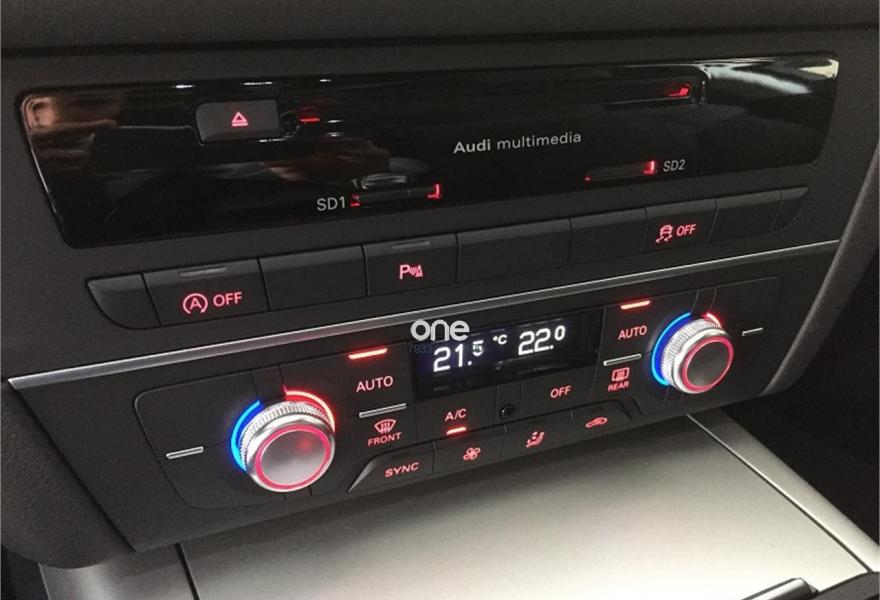 Audi multimedia
SD1
SD2
A OFF
P
OFF
one
21.5 °C 22.0
AUTO
AUTO
FRONT
A/C
OFF
REAR
SYNC